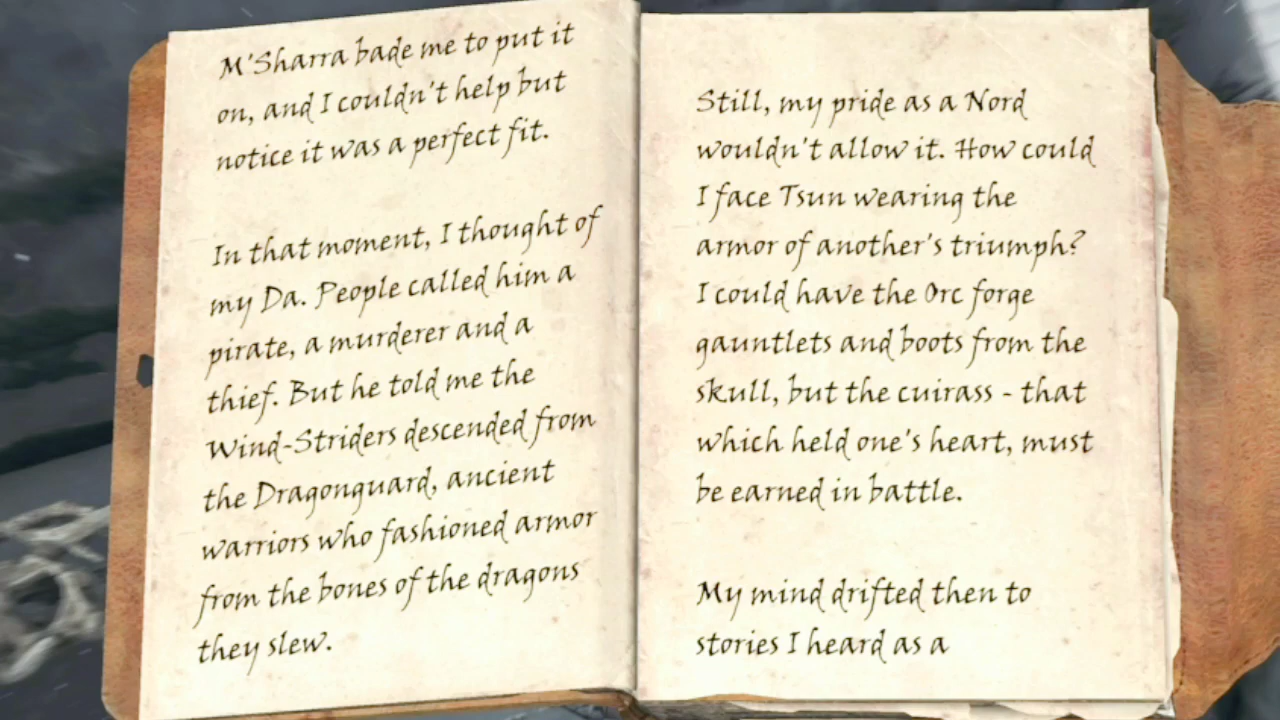 M'Sharra bade me to put it
on, and I couldn't help but
notice it was a perfect fit.
In that moment, I thought of
my Da. People called him a
pirate, a murderer and a
thief. But he told me the
Wind-Striders descended from
the Dragonguard, ancient
warriors who fashioned armor
from the bones of the dragons
they slew.
Still, my pride as a Nord
wouldn't allow it. How could
I face Tsun wearing the
armor of another's triumph?
I could have the Orc forge
gauntlets and boots from the
skull, but the cuirass - that
which held one's heart, must
be earned in battle.
My mind drifted then to
stories I heard as a